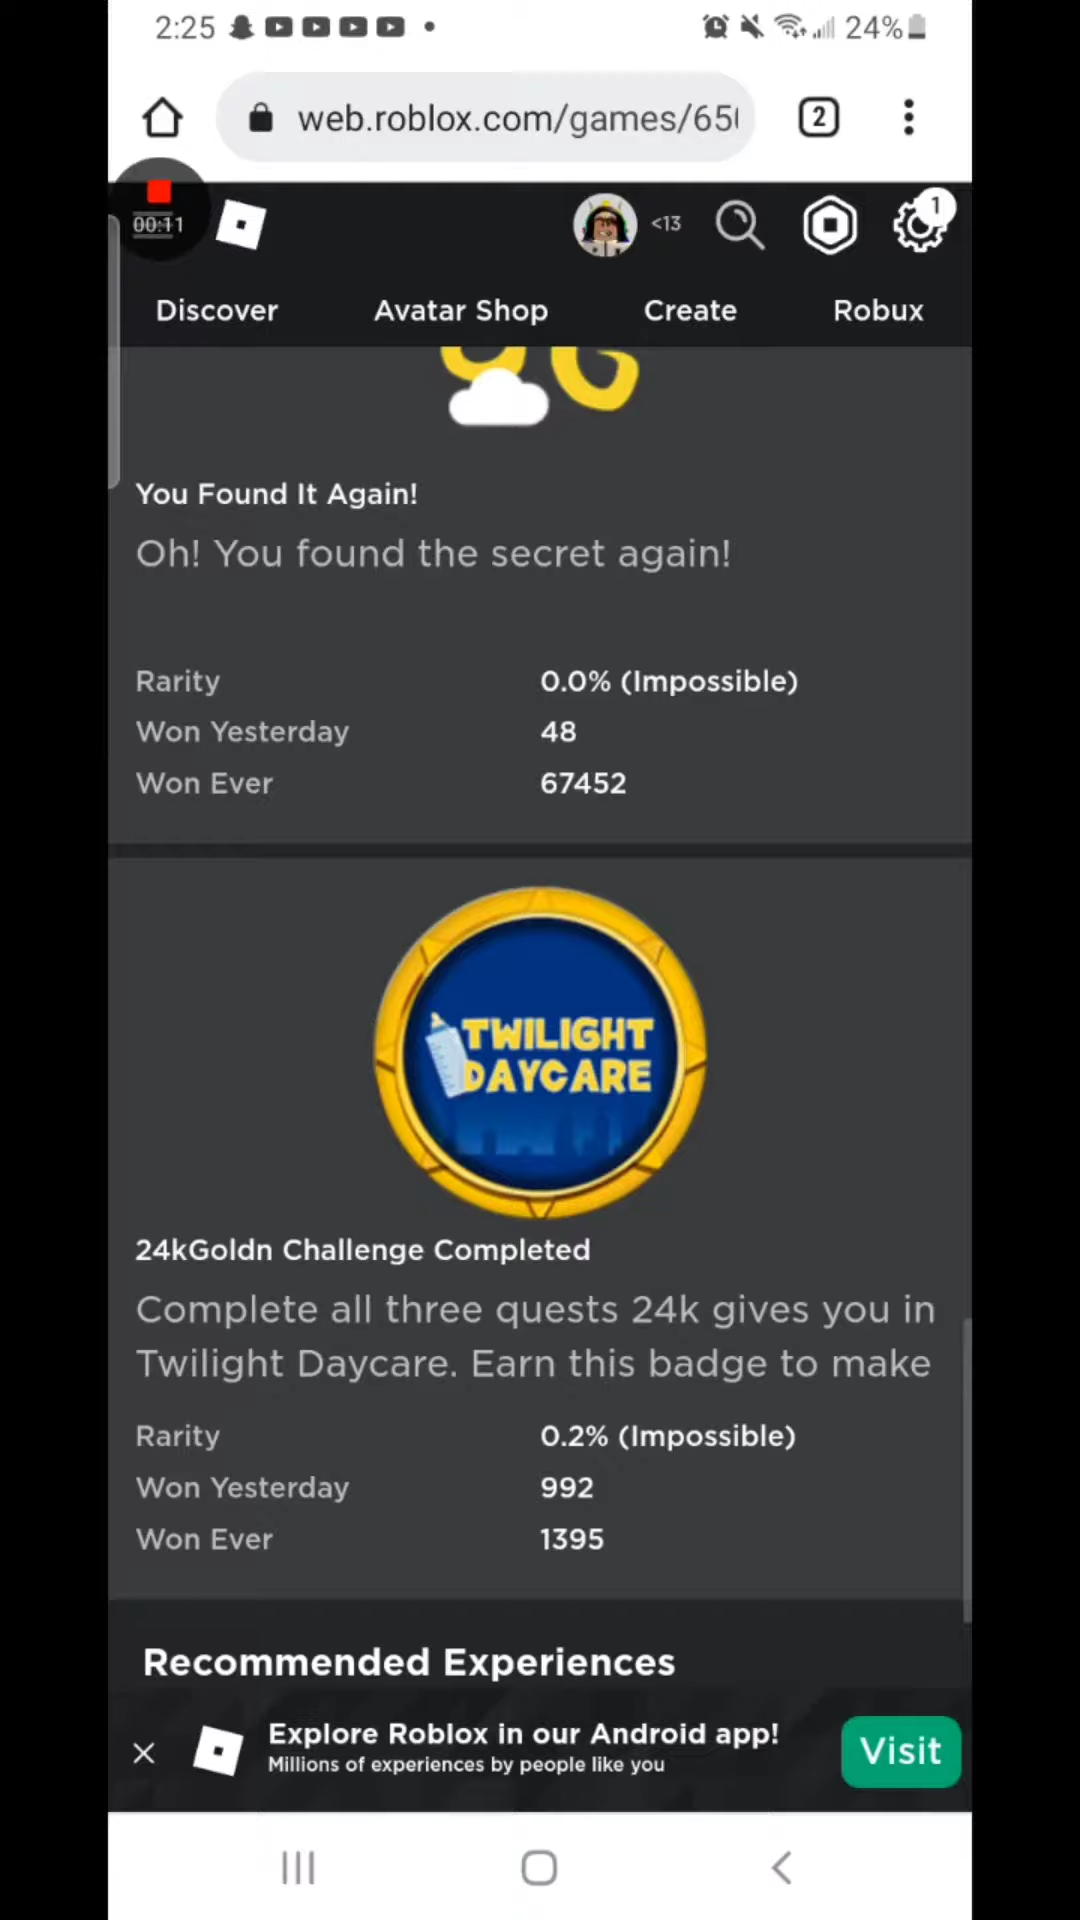 2:25
24%
web.roblox.com/games/65
2
00:11
<13
1
Discover
Avatar Shop
Create
Robux
You Found It Again!
Oh! You found the secret again!
Rarity
0.0% (Impossible)
Won Yesterday
48
Won Ever
67452
TWILIGHT
DAYCARE
24kGoldn Challenge Completed
Complete all three quests 24k gives you in
Twilight Daycare. Earn this badge to make
Rarity
0.2% (Impossible)
Won Yesterday
992
Won Ever
1395
Recommended Experiences
Explore Roblox in our Android app!
Millions of experiences by people like you
Visit